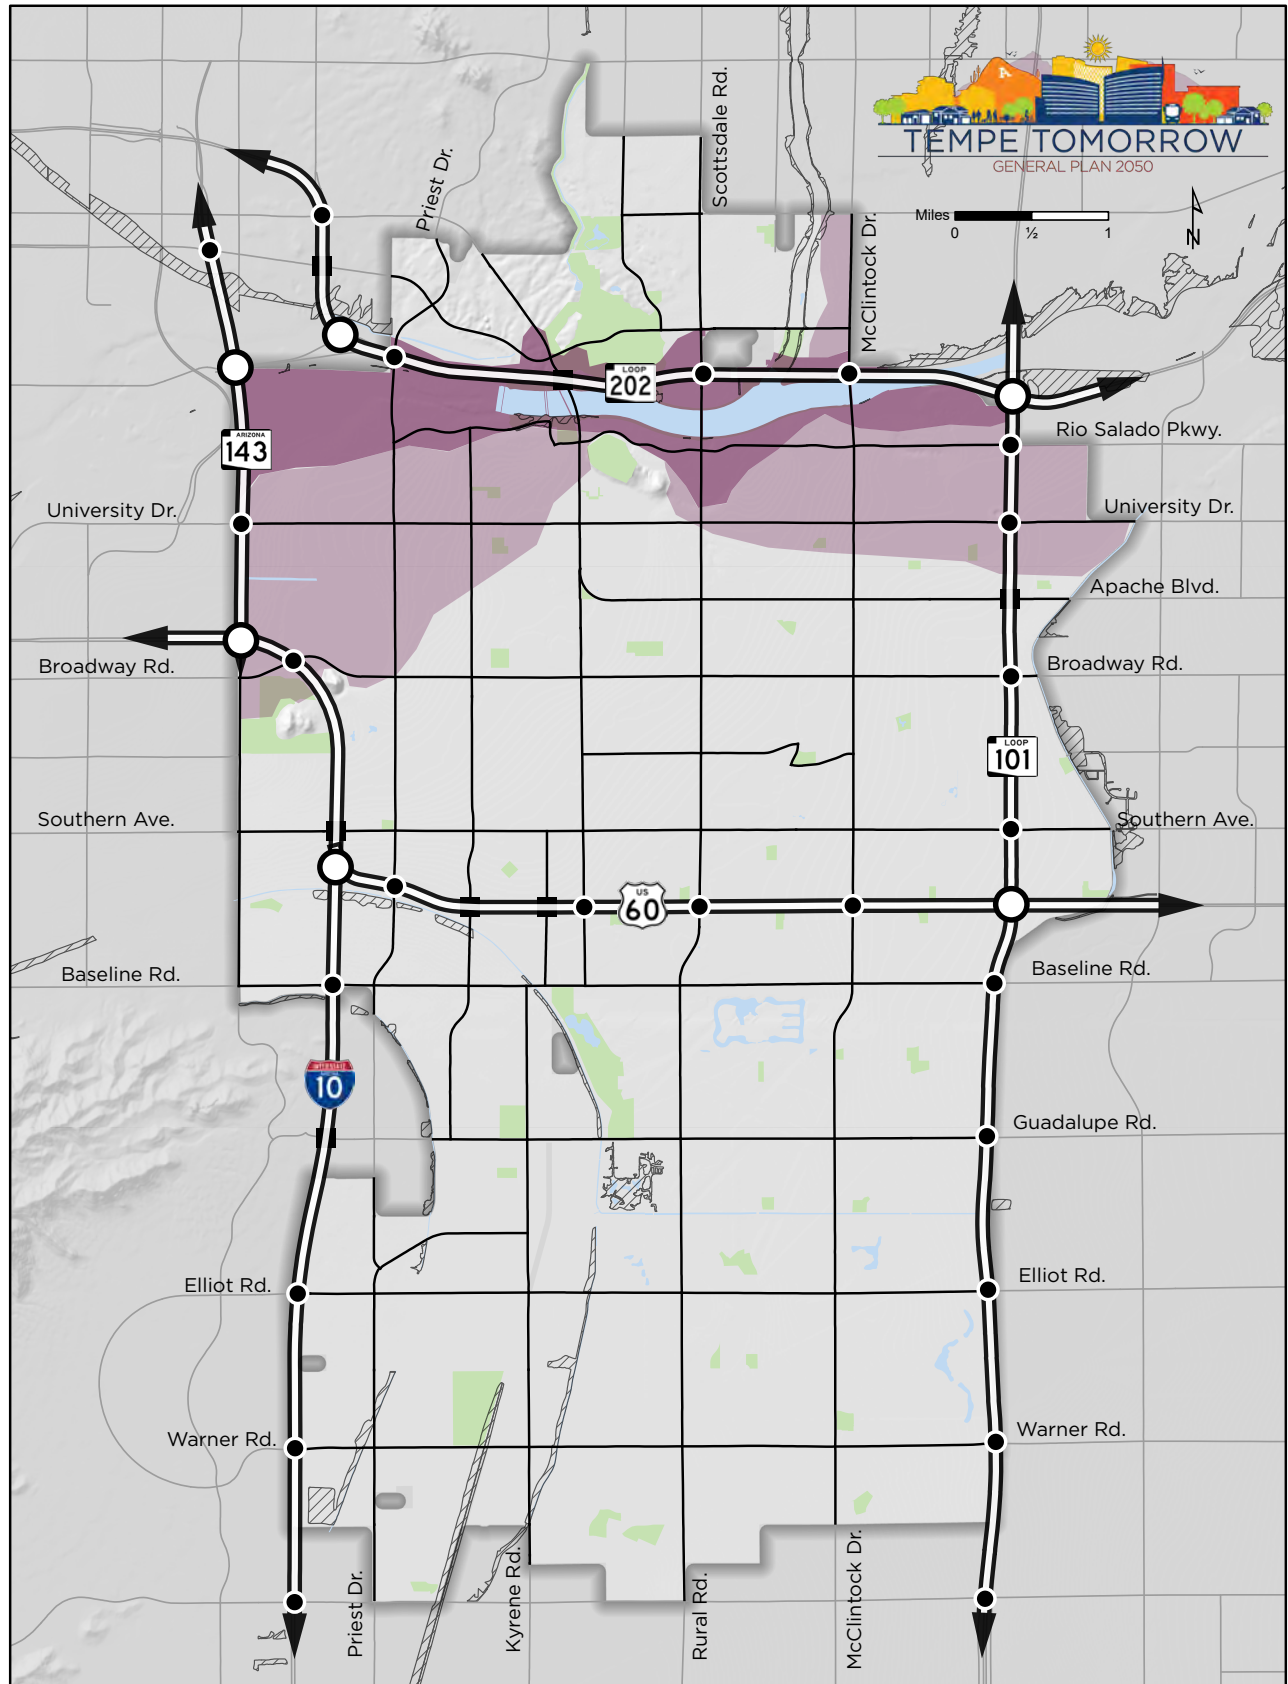 TEMPE TOMORROW
GENERAL PLAN 2050
Miles
0 ½ 1
N
Scottsdale Rd.
Priest Dr.
McClintock Dr.
LOOP
202
ARIZONA
143
Rio Salado Pkwy.
University Dr.
University Dr.
Apache Blvd.
Broadway Rd.
Broadway Rd.
LOOP
101
Southern Ave.
Southern Ave.
US
60
Baseline Rd.
Baseline Rd.
INTERSTATE
10
Guadalupe Rd.
Elliot Rd.
Elliot Rd.
Warner Rd.
Warner Rd.
Priest Dr.
Kyrene Rd.
Rural Rd.
McClintock Dr.